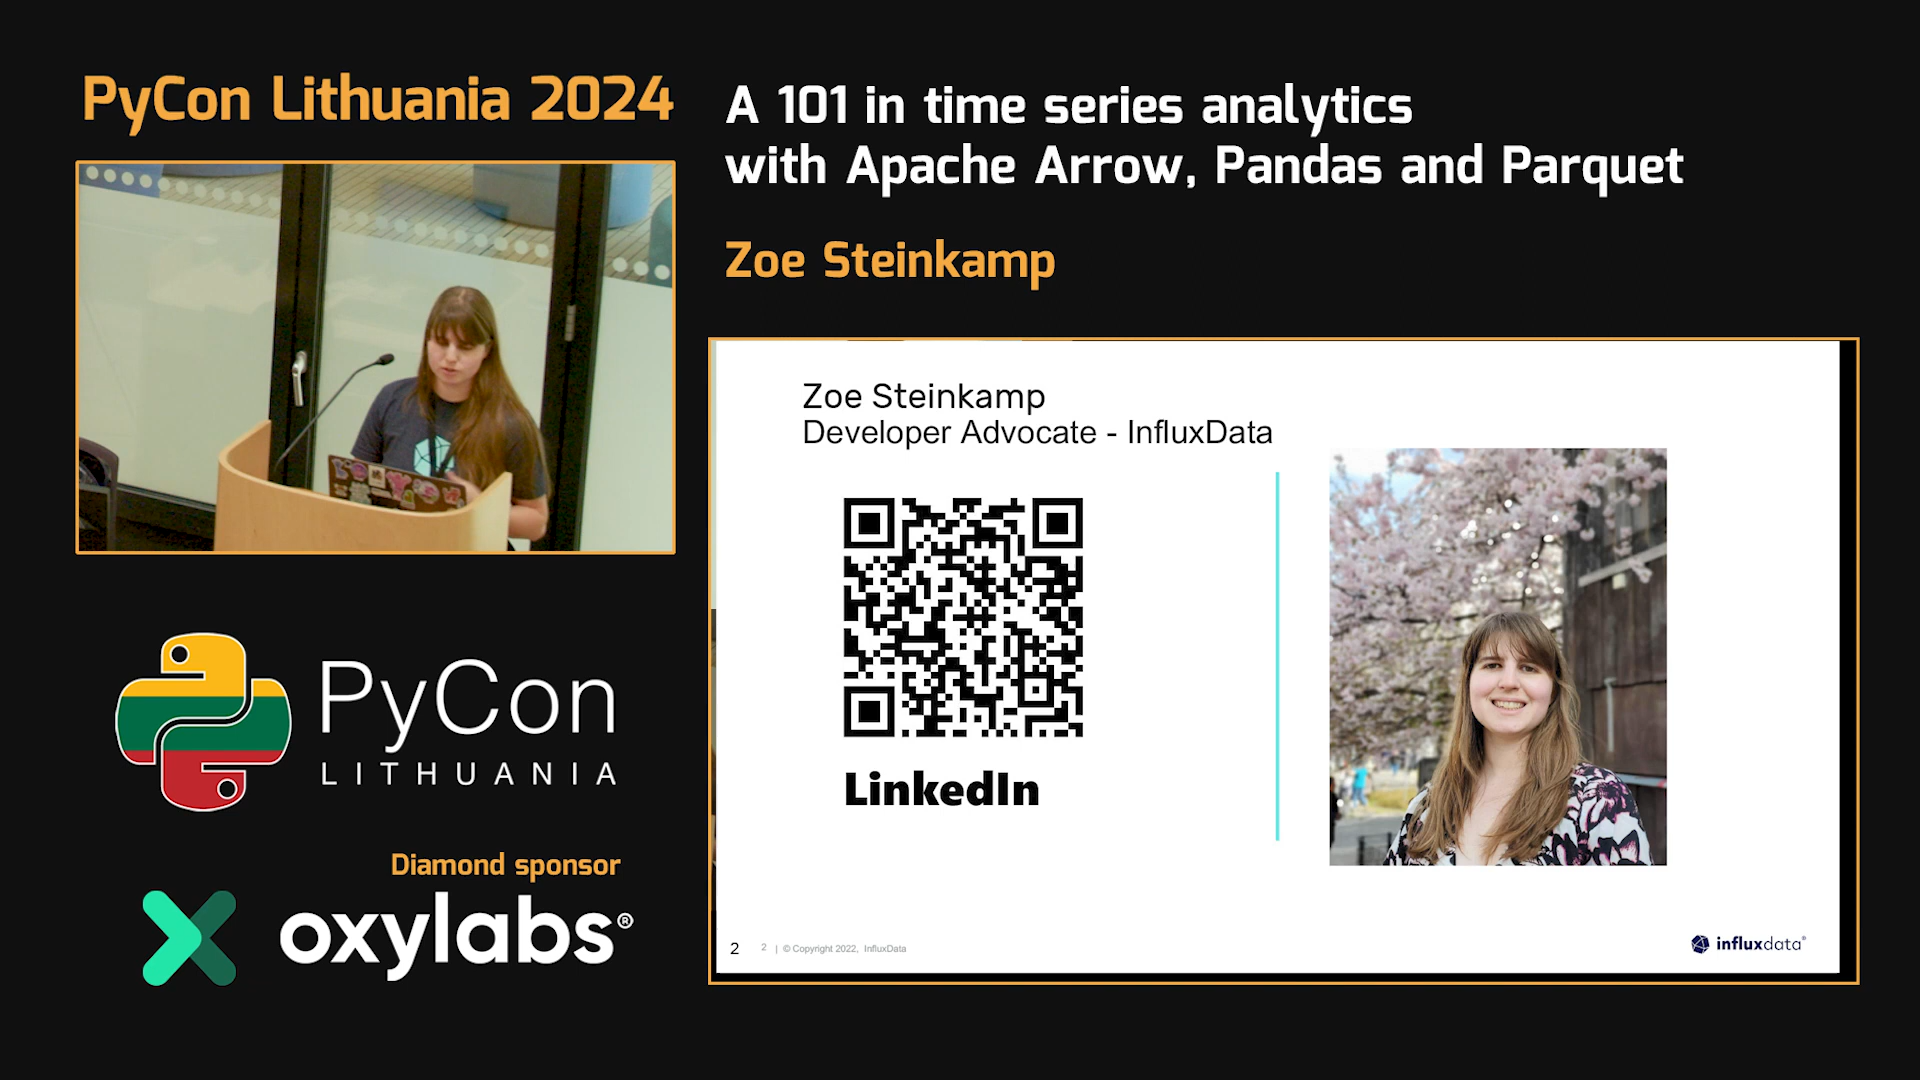 PyCon Lithuania 2024
A 101 in time series analytics
with Apache Arrow, Pandas and Parquet
Zoe Steinkamp
Zoe Steinkamp
Developer Advocate - InfluxData
LinkedIn
2
2 | © Copyright 2022, InfluxData
influxdata®
PyCon
LITHUANIA
Diamond sponsor
oxylabs®